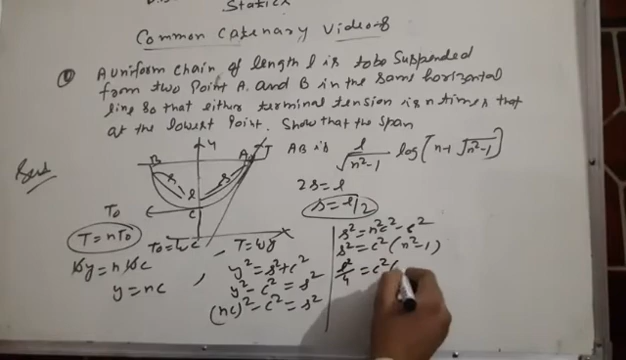 Statics
Common Catenary Video-8
① A uniform chain of length l is to be suspended
from two point A and B in the same horizontal
line so that either terminal tension is n times that
at the lowest point. Show that the span
AB is l/√(n²-1) log [n+√(n²-1)]
B A T y
s s
l
C
T₀
2s = l
s = l/2
T = nT₀
T₀ = wc , T = wy
wy = n wc
y = nc
y² = s² + c²
y² - c² = s²
(nc)² - c² = s²
s² = n²c² - c²
s² = c² (n² - 1)
l²/4 = c² (